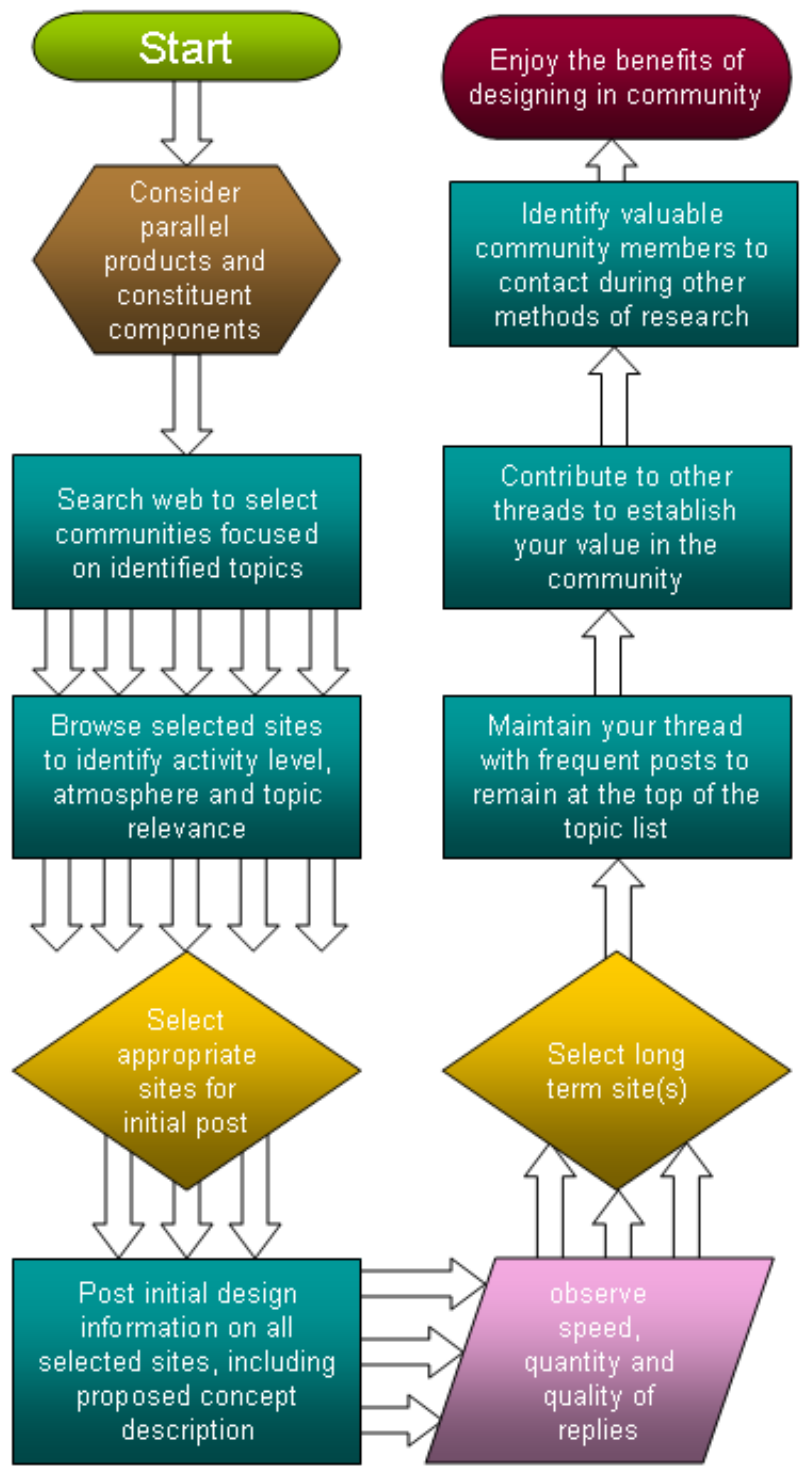 Start
Consider
parallel
products and
constituent
components
Search web to select
communities focused
on identified topics
Browse selected sites
to identify activity level,
atmosphere and topic
relevance
Select
appropriate
sites for
initial post
Post initial design
information on all
selected sites, including
proposed concept
description
observe
speed,
quantity and
quality of
replies
Select long
term site(s)
Maintain your thread
with frequent posts to
remain at the top of the
topic list
Contribute to other
threads to establish
your value in the
community
Identify valuable
community members to
contact during other
methods of research
Enjoy the benefits of
designing in community